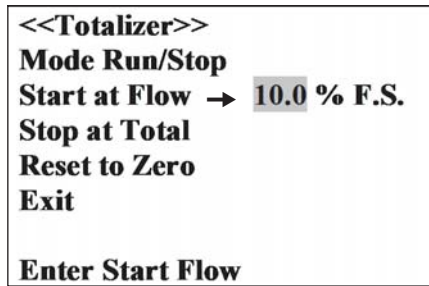 <<Totalizer>>
Mode Run/Stop
Start at Flow → 10.0 % F.S.
Stop at Total
Reset to Zero
Exit
Enter Start Flow